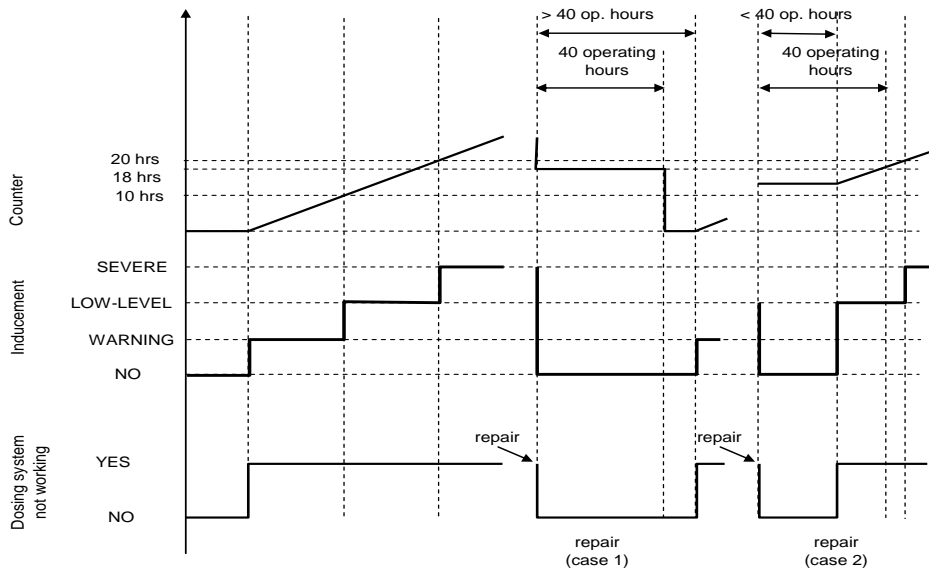 > 40 op. hours
< 40 op. hours
40 operating
hours
40 operating
hours
20 hrs
18 hrs
10 hrs
Counter
SEVERE
LOW-LEVEL
WARNING
NO
Inducement
repair
repair
YES
NO
Dosing system
not working
repair
(case 1)
repair
(case 2)